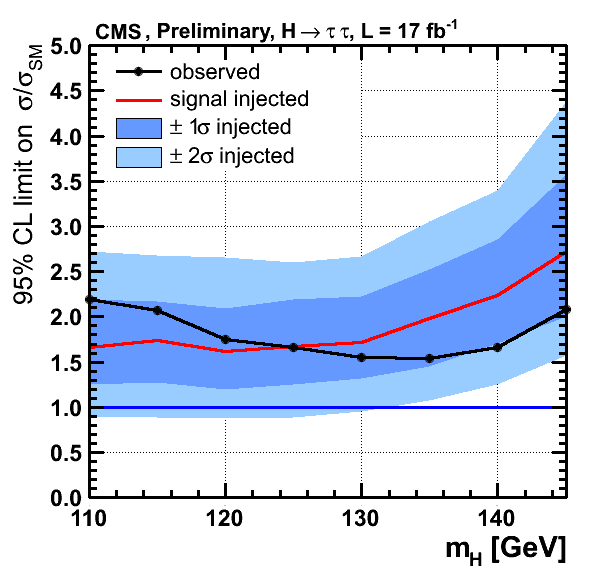 CMS , Preliminary, H → τ τ, L = 17 fb⁻¹
95% CL limit on σ/σSM
observed
signal injected
± 1σ injected
± 2σ injected
5.0
4.5
4.0
3.5
3.0
2.5
2.0
1.5
1.0
0.5
0.0
110 120 130 140
mH [GeV]